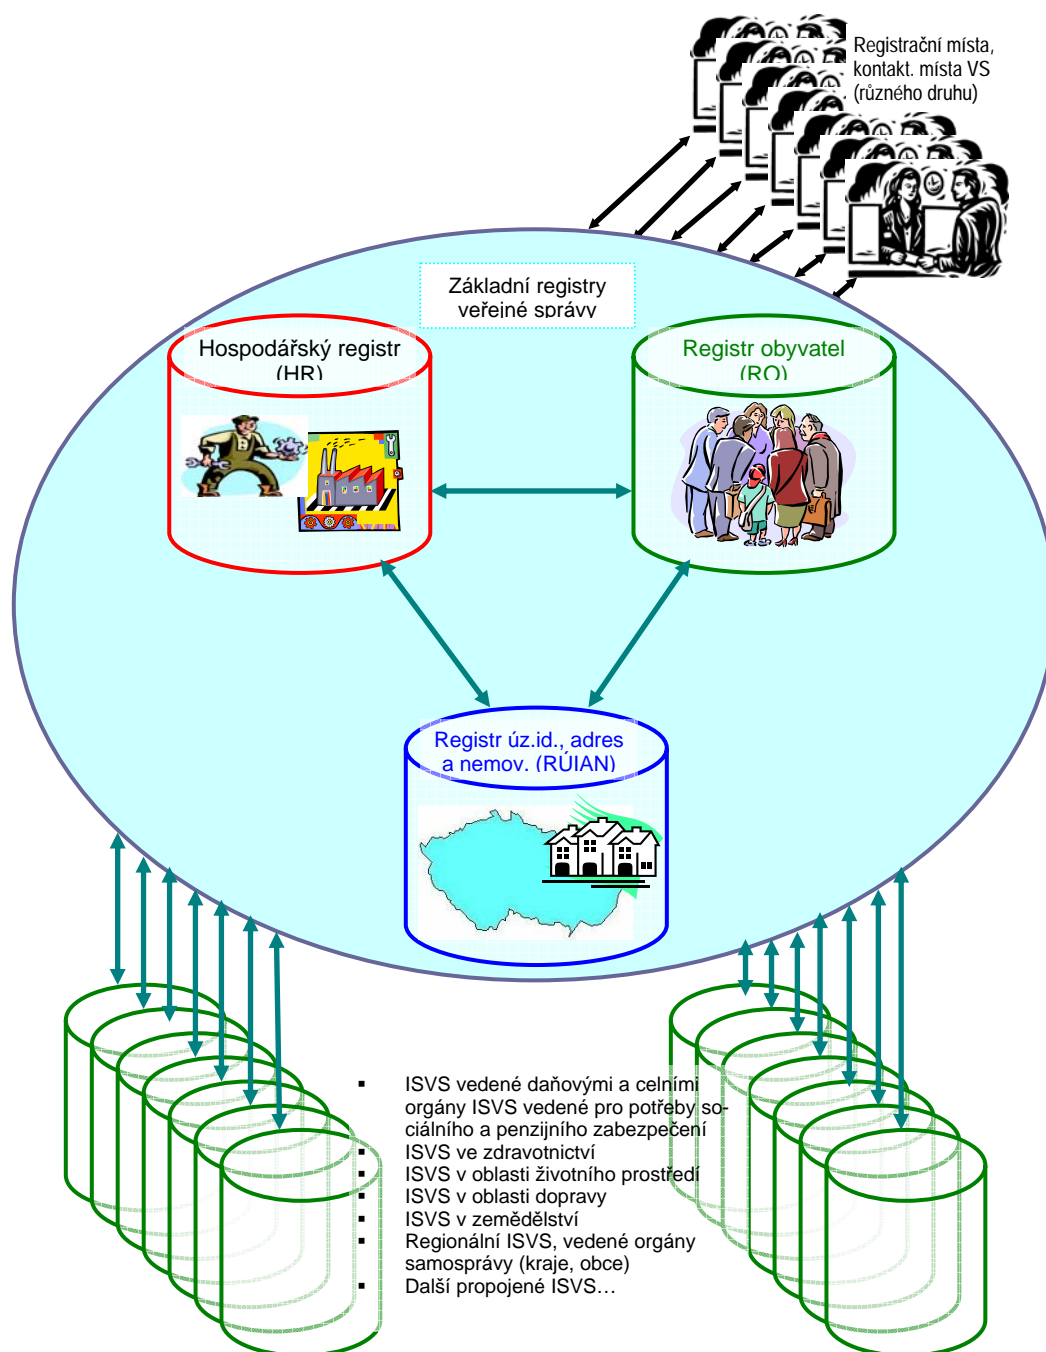 Registrační místa,
kontakt. místa VS
(různého druhu)
Základní registry
veřejné správy
Hospodářský registr
(HR)
Registr obyvatel
(RO)
Registr úz.id., adres
a nemov. (RÚIAN)
▪ ISVS vedené daňovými a celními
orgány ISVS vedené pro potřeby so-
ciálního a penzijního zabezpečení
▪ ISVS ve zdravotnictví
▪ ISVS v oblasti životního prostředí
▪ ISVS v oblasti dopravy
▪ ISVS v zemědělství
▪ Regionální ISVS, vedené orgány
samosprávy (kraje, obce)
▪ Další propojené ISVS…